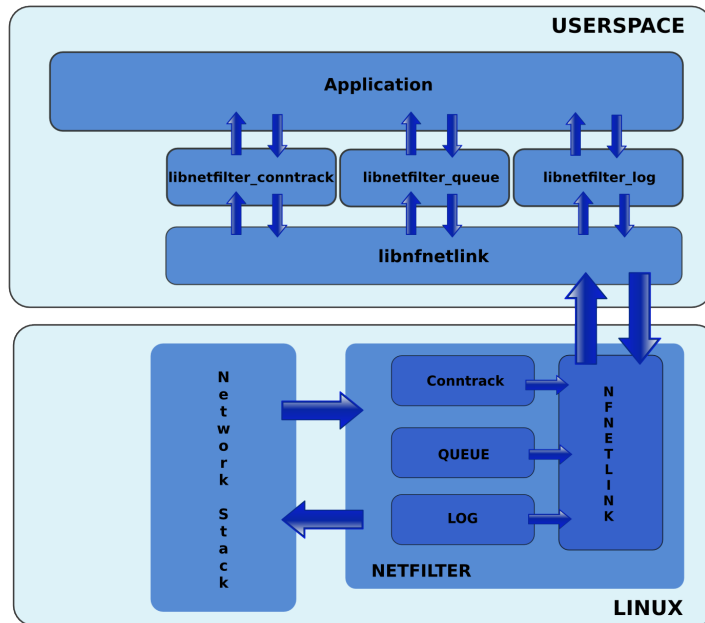 USERSPACE
Application
libnetfilter_conntrack
libnetfilter_queue
libnetfilter_log
libnfnetlink
Network Stack
Conntrack
QUEUE
LOG
NFNETLINK
NETFILTER
LINUX